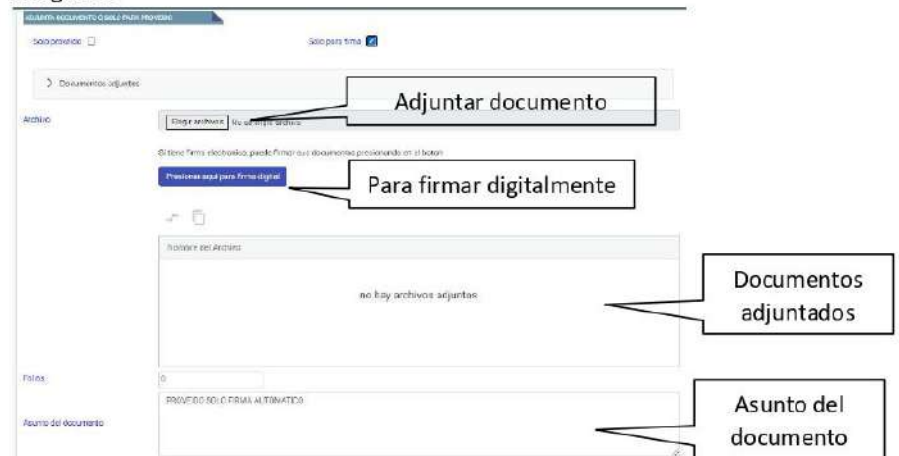 ADJUNTA DOCUMENTO O SOLO PARA PROVEIDO
Solo proveido
Solo para firma
Documentos adjuntos
Adjuntar documento
Archivo
Elegir archivos
Si tiene firma electronica, puede firmar sus documentos presionando en el boton
Presionar aqui para firma digital
Para firmar digitalmente
Nombre del Archivo
no hay archivos adjuntos
Documentos
adjuntados
Folios
0
PROVEIDO SOLO FIRMA AUTOMATICO
Asunto del documento
Asunto del
documento